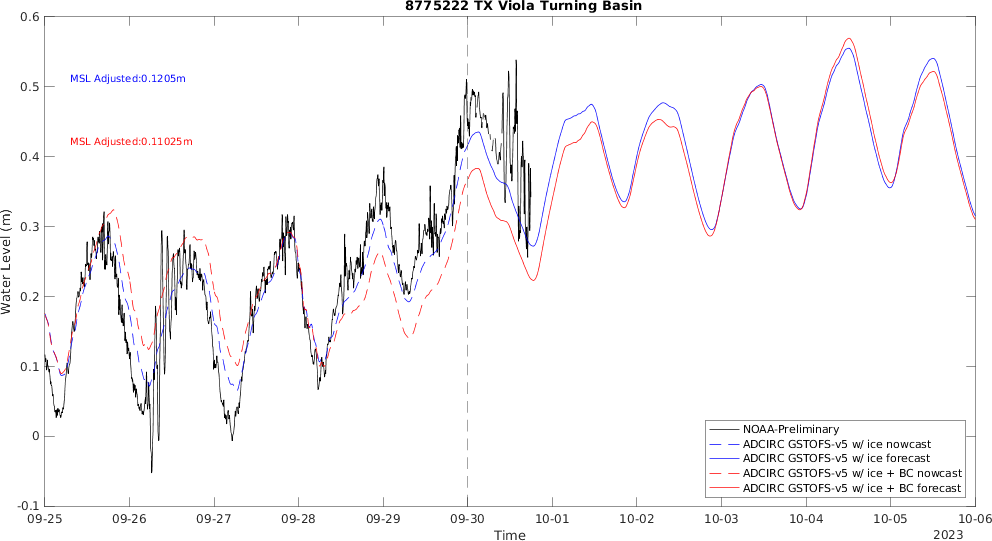 8775222 TX Viola Turning Basin
0.6
0.5
0.4
0.3
0.2
0.1
0
-0.1
Water Level (m)
MSL Adjusted:0.1205m
MSL Adjusted:0.11025m
NOAA-Preliminary
ADCIRC GSTOFS-v5 w/ ice nowcast
ADCIRC GSTOFS-v5 w/ ice forecast
ADCIRC GSTOFS-v5 w/ ice + BC nowcast
ADCIRC GSTOFS-v5 w/ ice + BC forecast
09-25 09-26 09-27 09-28 09-29 09-30 10-01 10-02 10-03 10-04 10-05 10-06
Time
2023